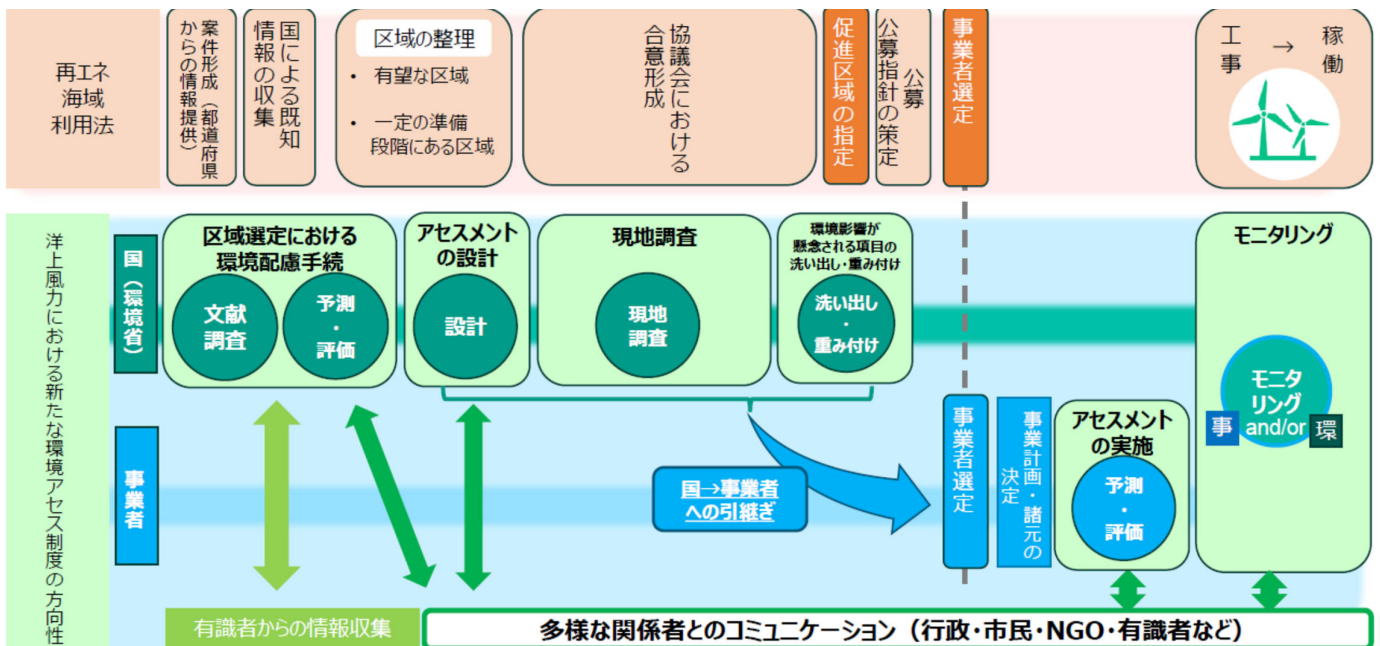 再エネ
海域
利用法
案件形成（都道府県
からの情報提供）
国による既知
情報の収集
区域の整理
• 有望な区域
• 一定の準備
段階にある区域
協議会における
合意形成
促進区域の指定
公募
公募指針の策定
事業者選定
工事
→
稼働
洋上風力における新たな環境アセス制度の方向性
国（環境省）
事業者
区域選定における
環境配慮手続
文献
調査
予測
・
評価
アセスメント
の設計
設計
現地調査
現地
調査
環境影響が
懸念される項目の
洗い出し・重み付け
洗い出し
・
重み付け
国→事業者
への引継ぎ
事業者選定
事業計画・諸元の
決定
アセスメント
の実施
予測
・
評価
モニタリング
モニタ
リング
and/or
事
環
有識者からの情報収集
多様な関係者とのコミュニケーション（行政・市民・NGO・有識者など）